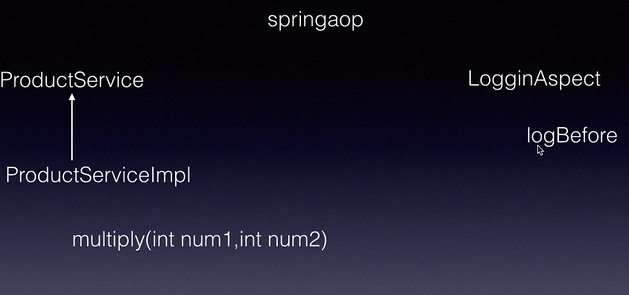 springaop
ProductService
LogginAspect
logBefore
ProductServiceImpl
multiply(int num1,int num2)